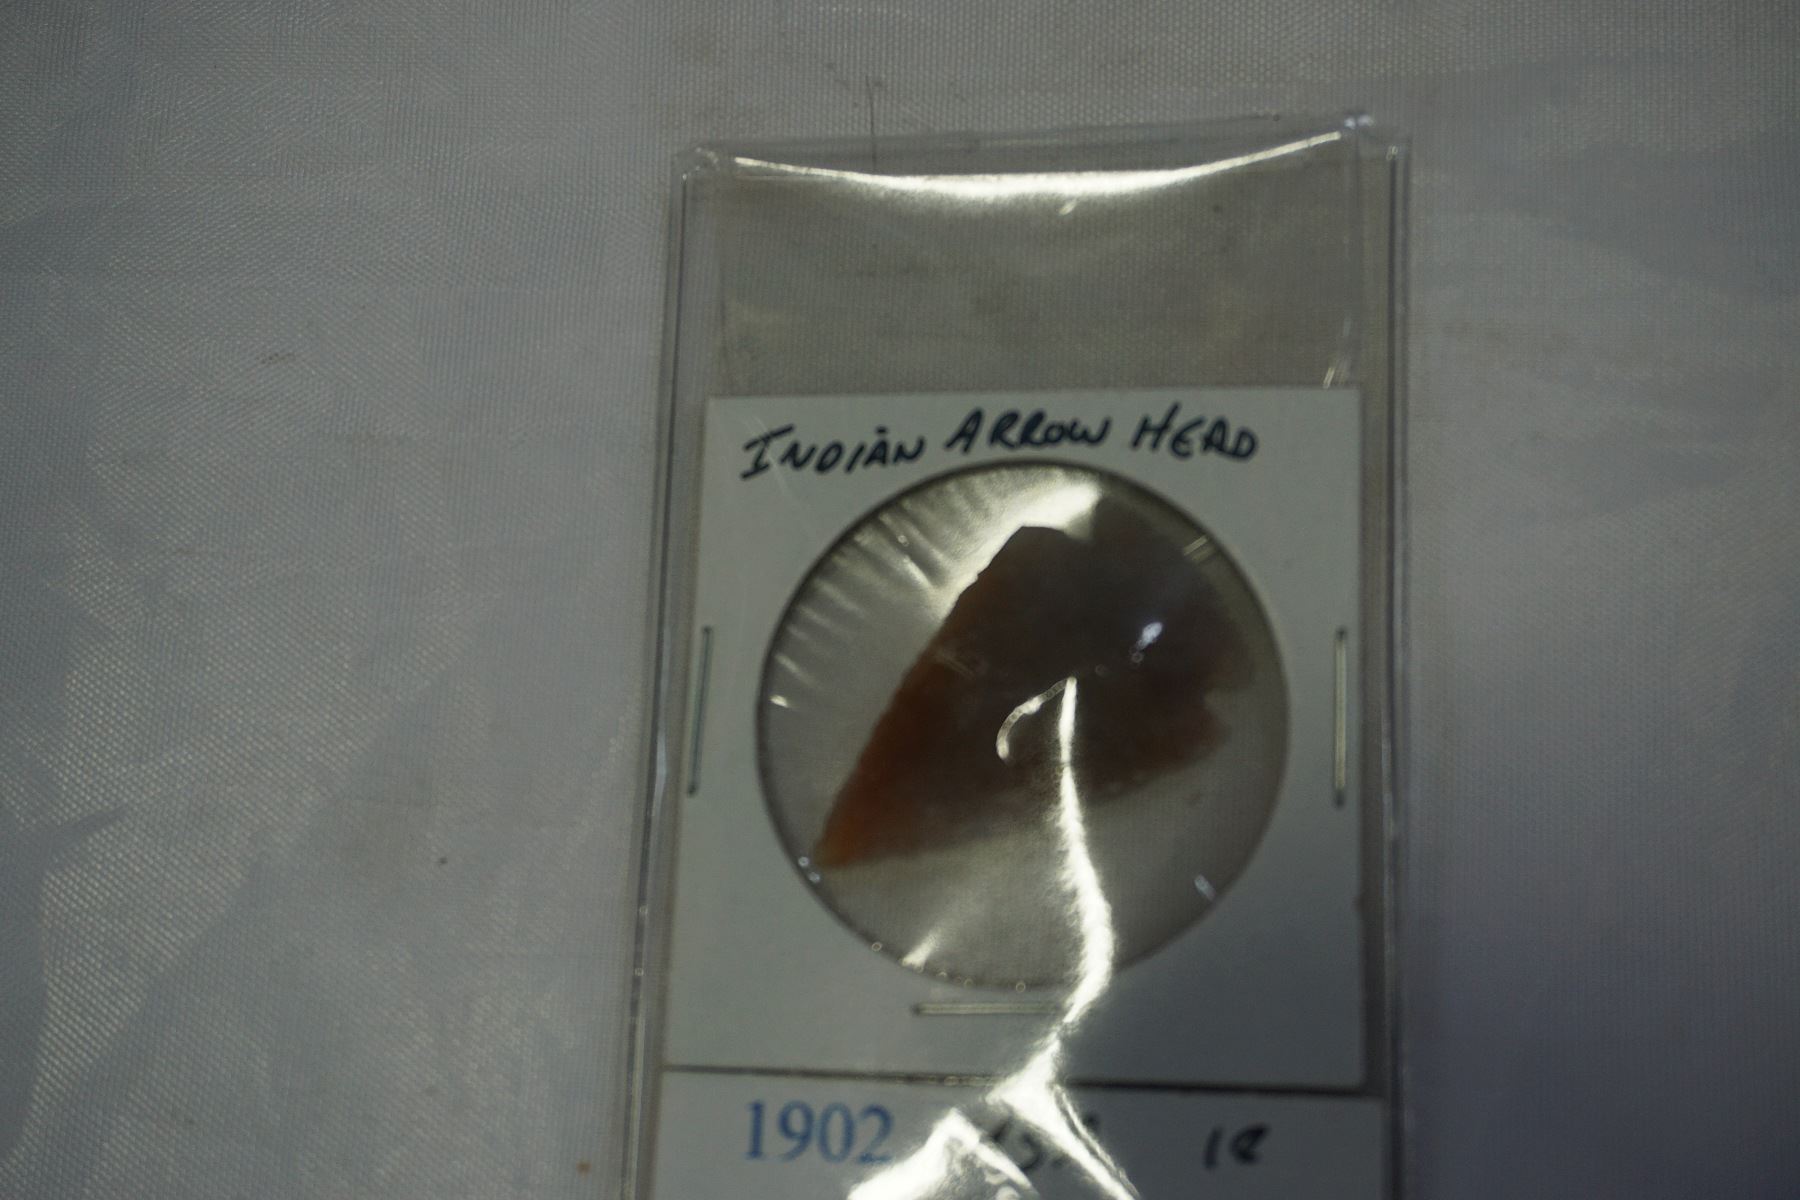 INDIAN ARROW HEAD
1902